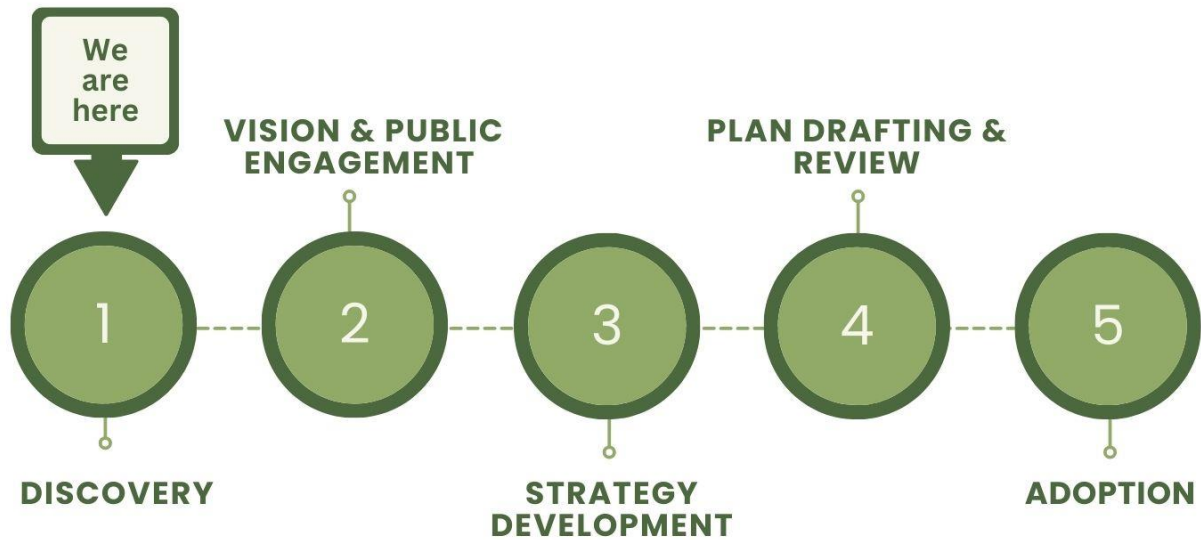 We
are
here
VISION & PUBLIC
ENGAGEMENT
PLAN DRAFTING &
REVIEW
1
2
3
4
5
DISCOVERY
STRATEGY
DEVELOPMENT
ADOPTION